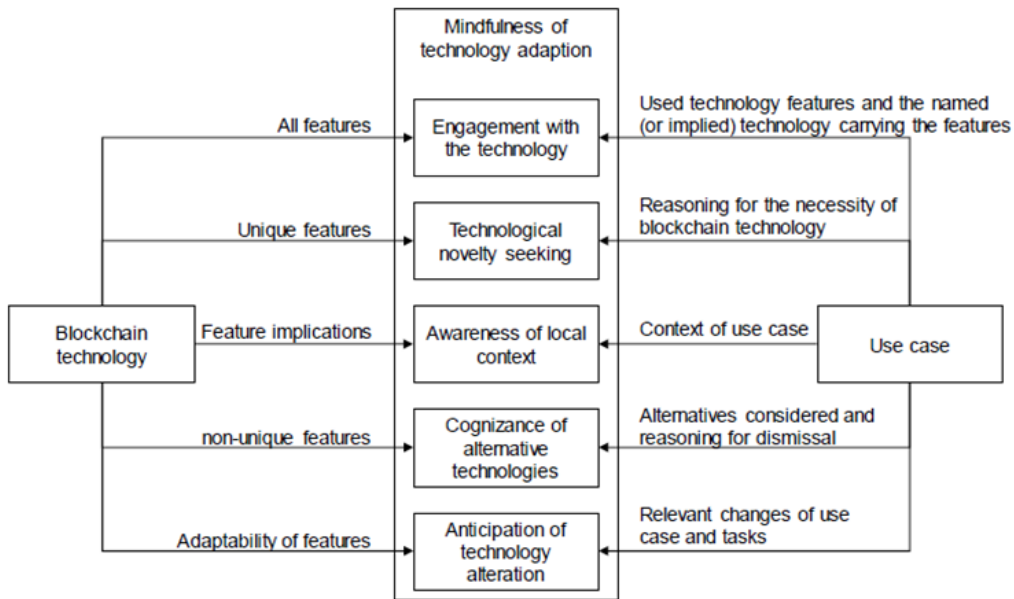 Mindfulness of
technology adaption
All features
Engagement with
the technology
Used technology features and the named
(or implied) technology carrying the features
Unique features
Technological
novelty seeking
Reasoning for the necessity of
blockchain technology
Blockchain
technology
Feature implications
Awareness of local
context
Context of use case
Use case
non-unique features
Cognizance of
alternative
technologies
Alternatives considered and
reasoning for dismissal
Adaptability of features
Anticipation of
technology
alteration
Relevant changes of use
case and tasks